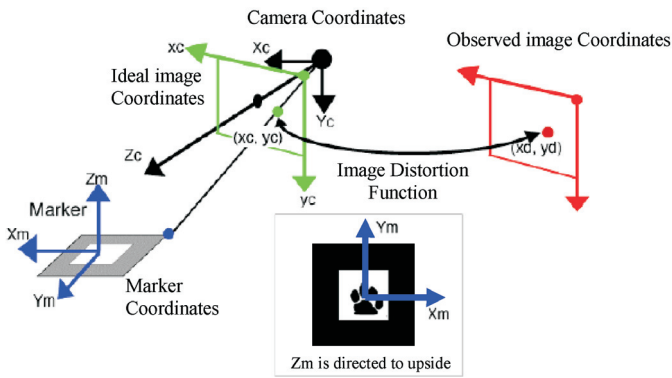 Camera Coordinates
xc
Xc
Observed image Coordinates
Ideal image
Coordinates
Yc
(xc, yc)
(xd, yd)
Zc
Image Distortion
Function
Zm
yc
Marker
Xm
Ym
Marker
Coordinates
Ym
Xm
Zm is directed to upside